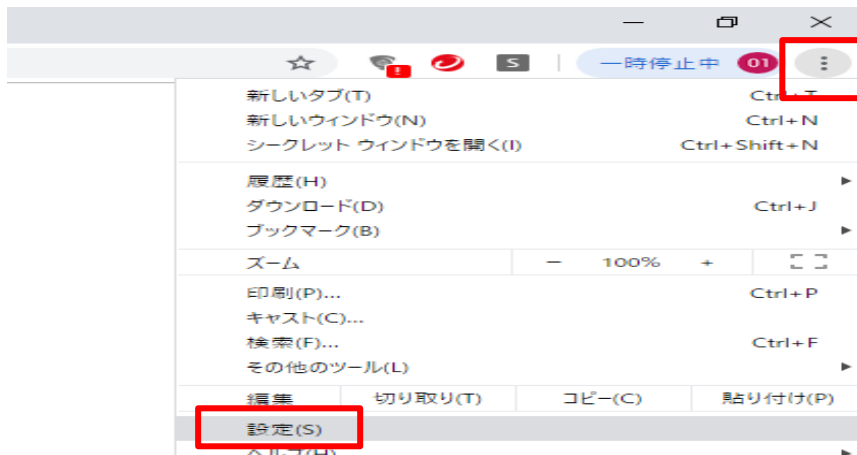 S 一時停止中 01
新しいタブ(T) Ctrl+T
新しいウィンドウ(N) Ctrl+N
シークレット ウィンドウを開く(I) Ctrl+Shift+N
履歴(H)
ダウンロード(D) Ctrl+J
ブックマーク(B)
ズーム − 100% +
印刷(P)... Ctrl+P
キャスト(C)...
検索(F)... Ctrl+F
その他のツール(L)
編集 切り取り(T) コピー(C) 貼り付け(P)
設定(S)
ヘルプ(H)